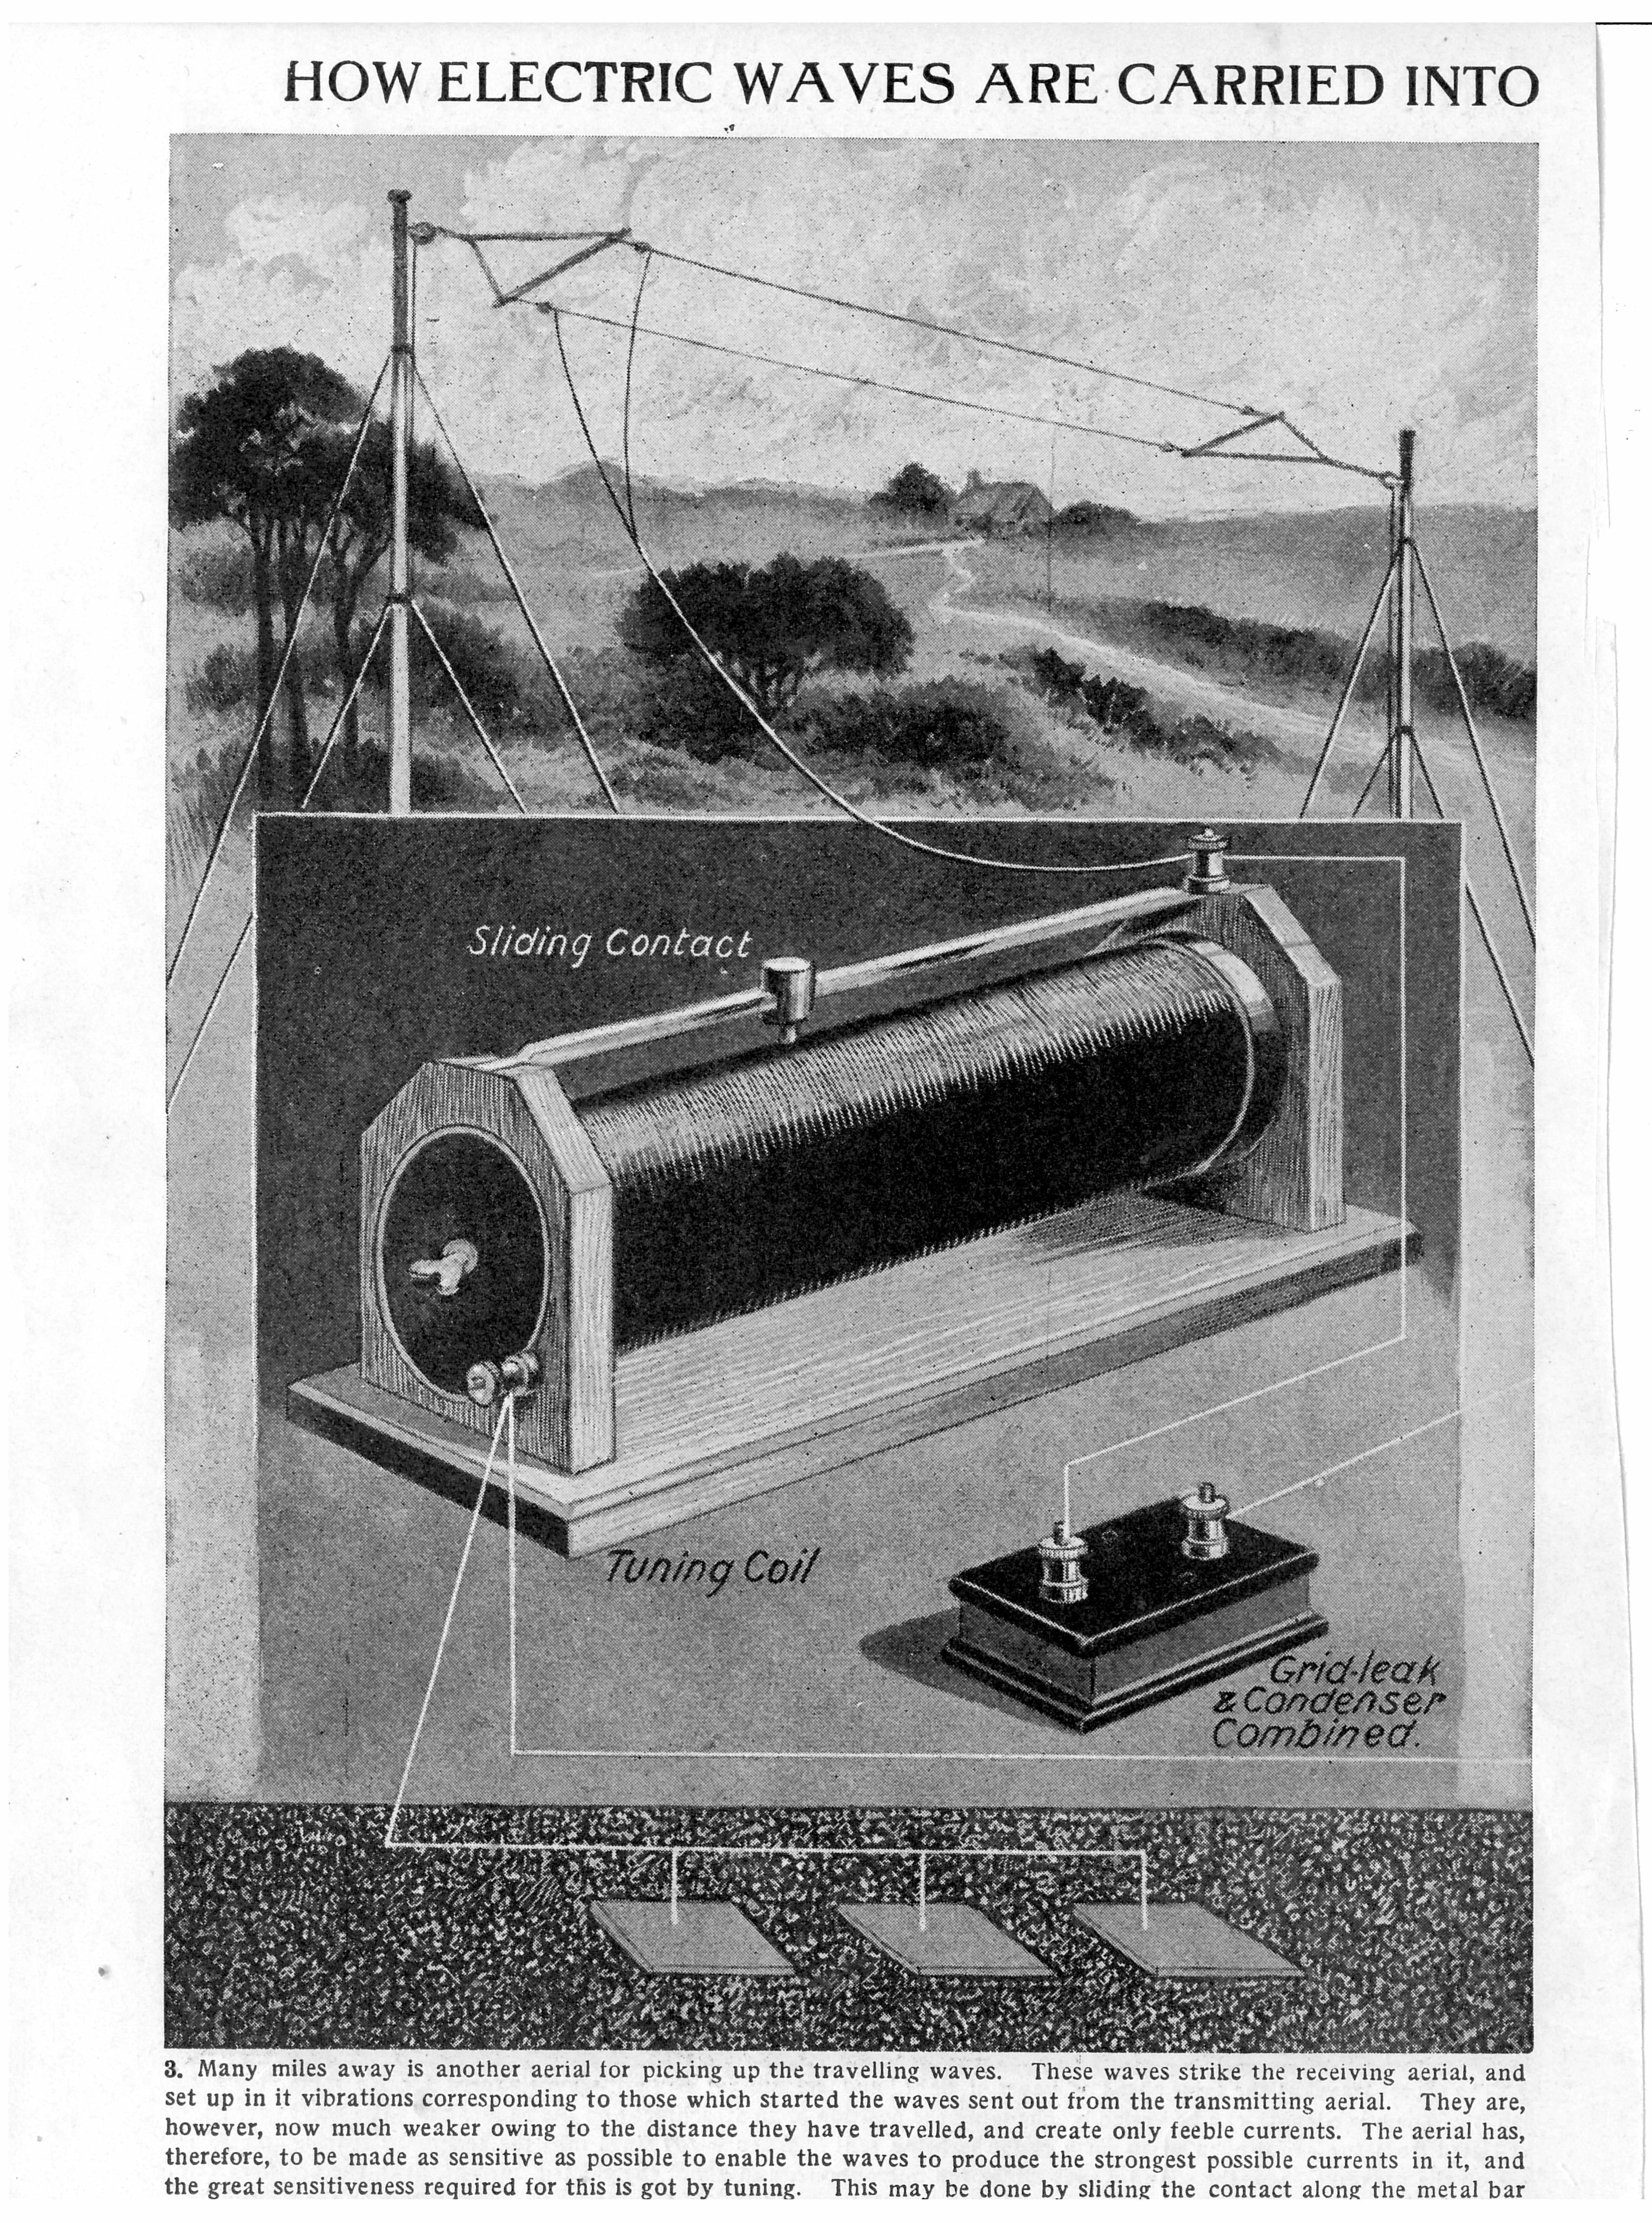 HOW ELECTRIC WAVES ARE CARRIED INTO
Sliding Contact
Tuning Coil
Grid-leak
& Condenser
Combined.
3. Many miles away is another aerial for picking up the travelling waves. These waves strike the receiving aerial, and
set up in it vibrations corresponding to those which started the waves sent out from the transmitting aerial. They are,
however, now much weaker owing to the distance they have travelled, and create only feeble currents. The aerial has,
therefore, to be made as sensitive as possible to enable the waves to produce the strongest possible currents in it, and
the great sensitiveness required for this is got by tuning. This may be done by sliding the contact along the metal bar